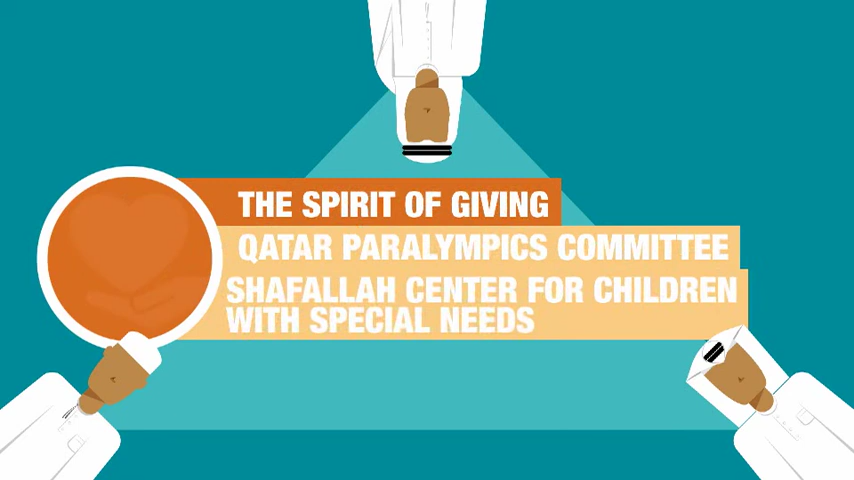 THE SPIRIT OF GIVING
QATAR PARALYMPICS COMMITTEE
SHAFALLAH CENTER FOR CHILDREN
WITH SPECIAL NEEDS